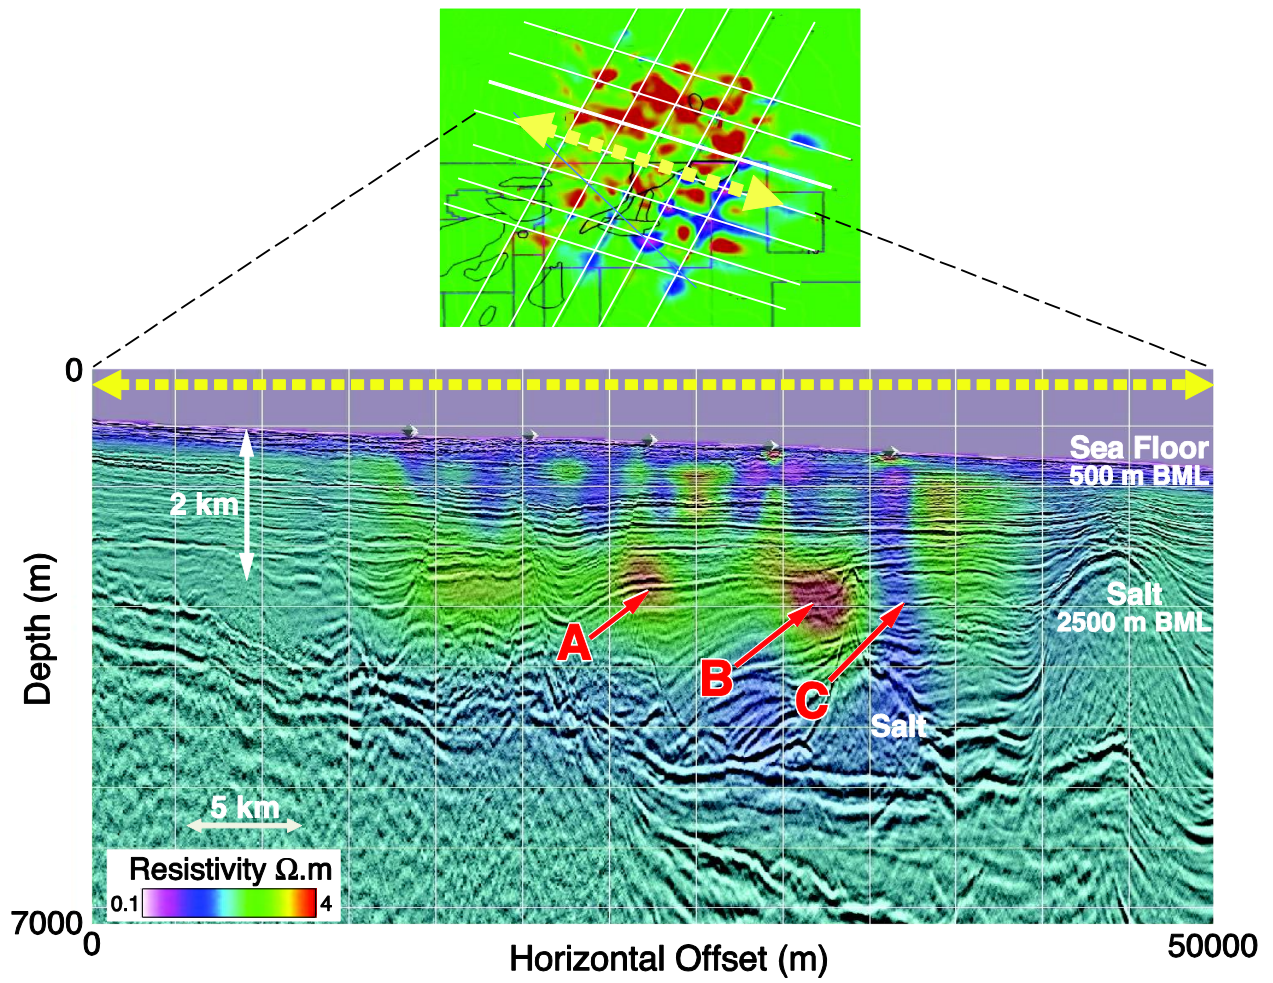 0
Sea Floor
500 m BML
2 km
Depth (m)
Salt
2500 m BML
A
B
C
Salt
5 km
Resistivity Ω.m
0.1
4
7000
0
50000
Horizontal Offset (m)